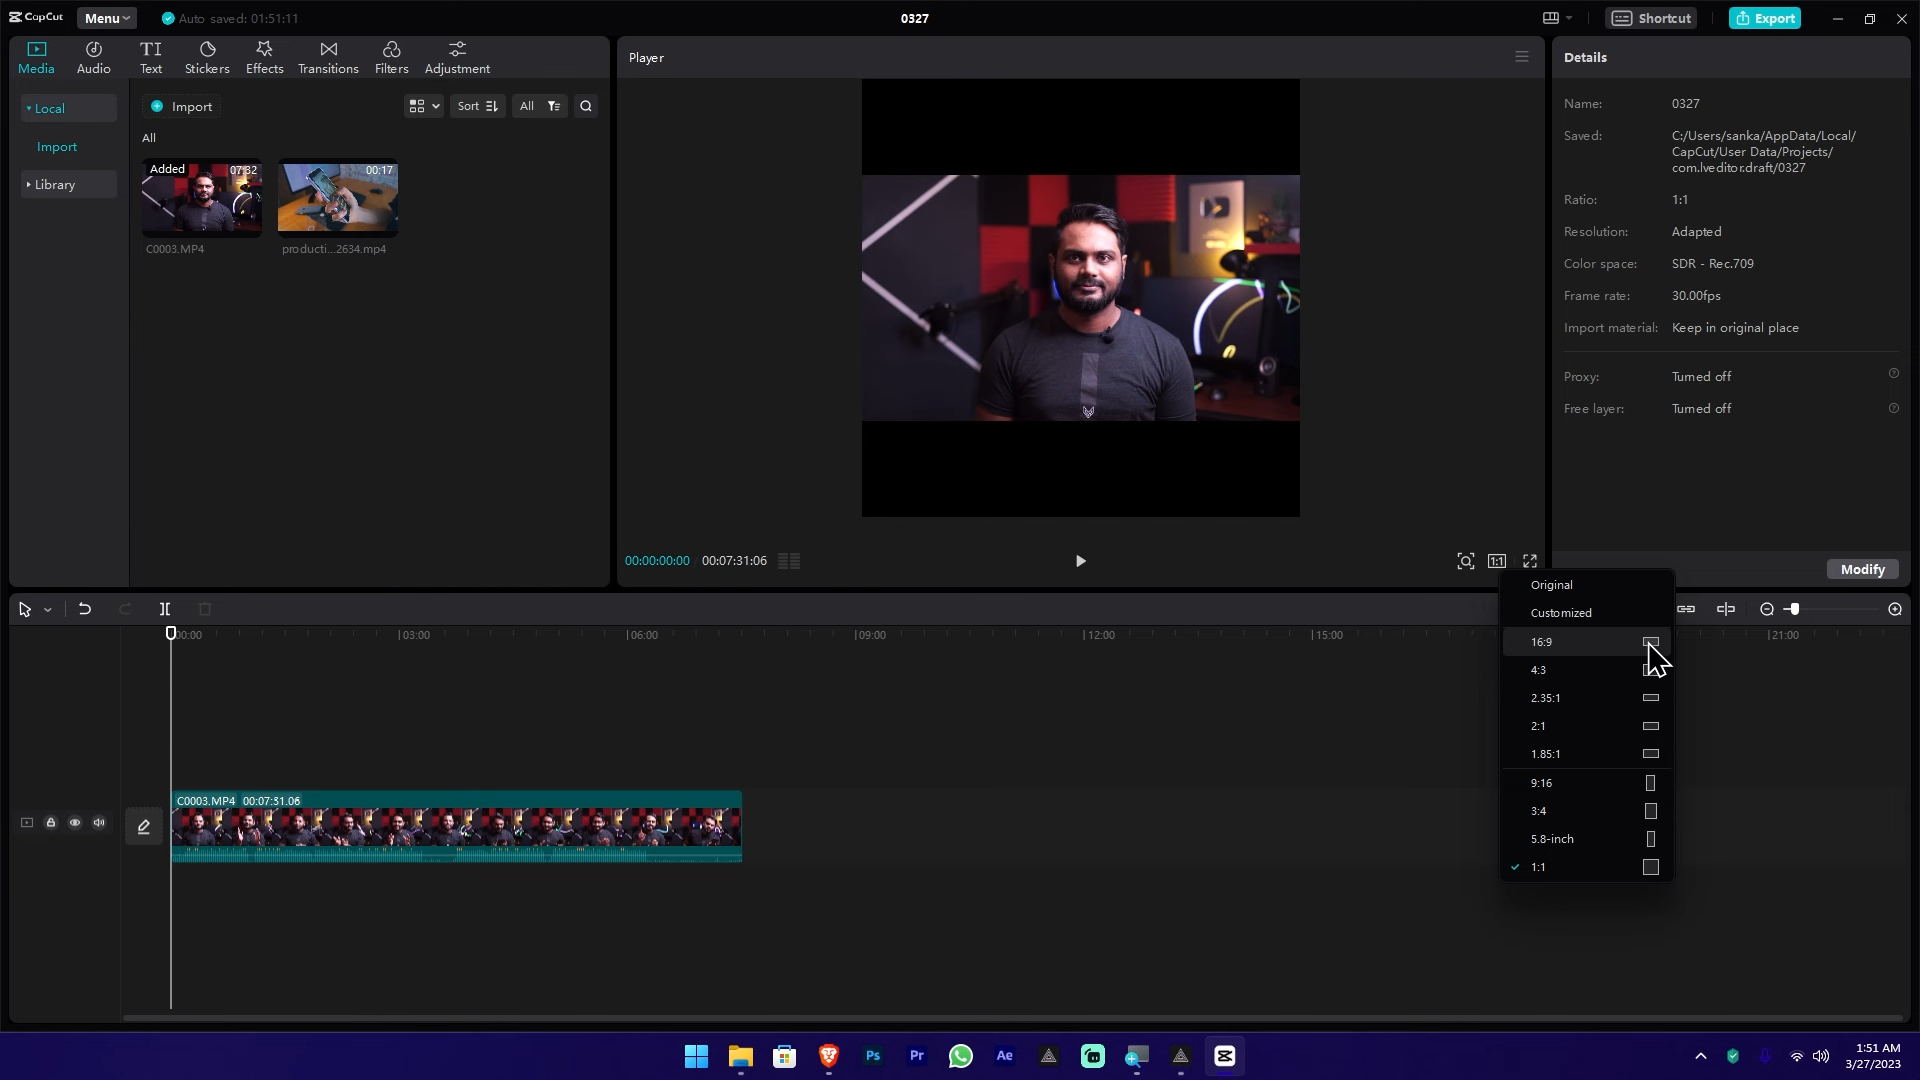 CapCut
Menu
Auto saved: 01:51:11
0327
Shortcut
Export
Media
Audio
TI
Text
Stickers
Effects
Transitions
Filters
Adjustment
Local
Import
Library
Import
Sort
All
All
Added
07:32
C0003.MP4
00:17
producti...2634.mp4
Player
00:00:00:00
00:07:31:06
1:1
Details
Name:
0327
Saved:
C:/Users/sanka/AppData/Local/
CapCut/User Data/Projects/
com.lveditor.draft/0327
Ratio:
1:1
Resolution:
Adapted
Color space:
SDR - Rec.709
Frame rate:
30.00fps
Import material:
Keep in original place
Proxy:
Turned off
Free layer:
Turned off
Modify
Original
Customized
16:9
4:3
2.35:1
2:1
1.85:1
9:16
3:4
5.8-inch
1:1
00:00
03:00
06:00
09:00
12:00
15:00
21:00
C0003.MP4 00:07:31.06
Ps
Pr
Ae
1:51 AM
3/27/2023